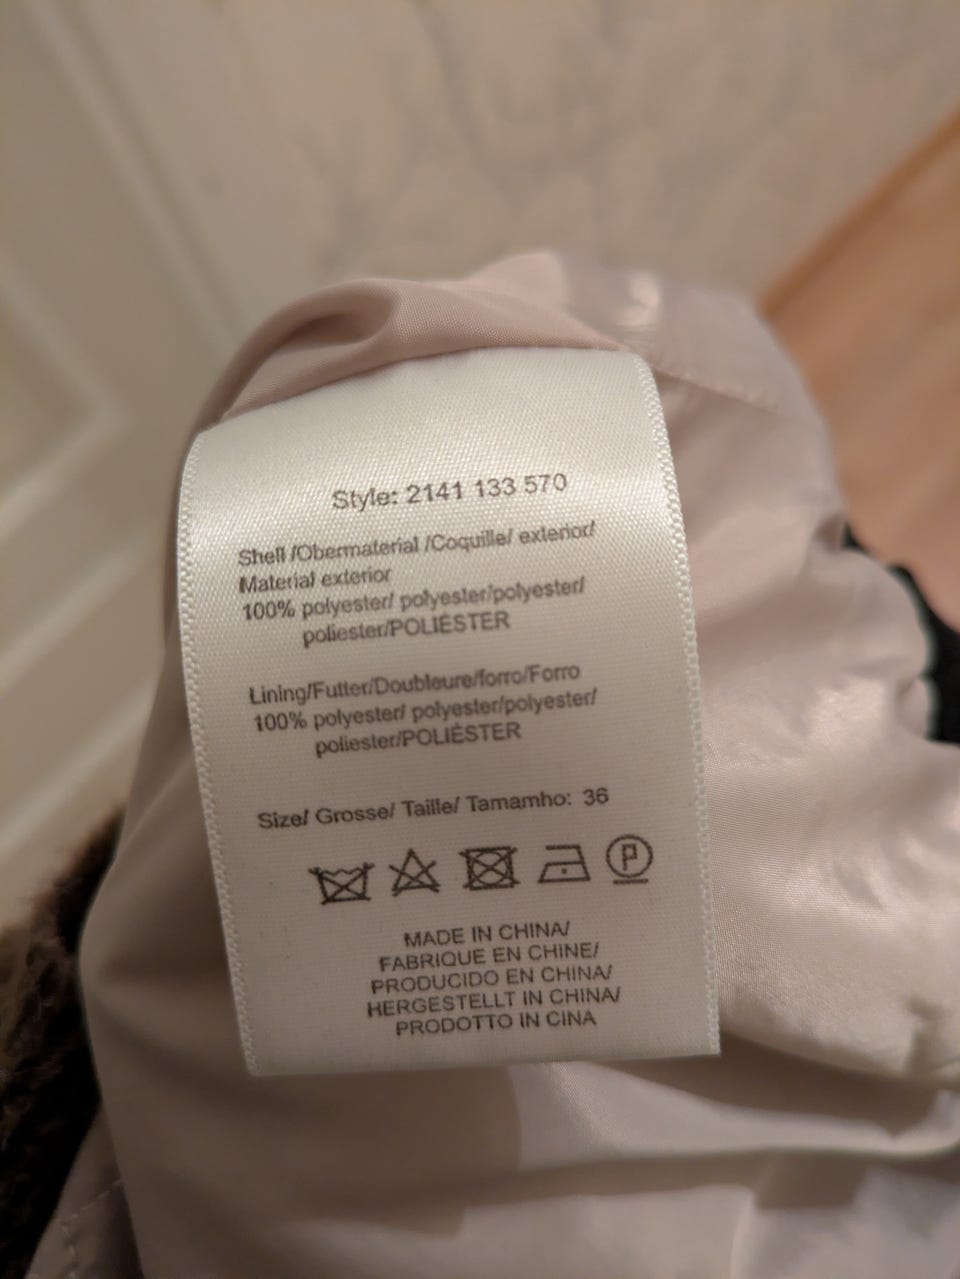 Style: 2141 133 570
Shell /Obermaterial /Coquille/ exterior/
Material exterior
100% polyester/ polyester/polyester/
poliester/POLIÉSTER
Lining/Futter/Doubleure/forro/Forro
100% polyester/ polyester/polyester/
poliester/POLIÉSTER
Size/ Grosse/ Taille/ Tamamho: 36
P
MADE IN CHINA/
FABRIQUE EN CHINE/
PRODUCIDO EN CHINA/
HERGESTELLT IN CHINA/
PRODOTTO IN CINA